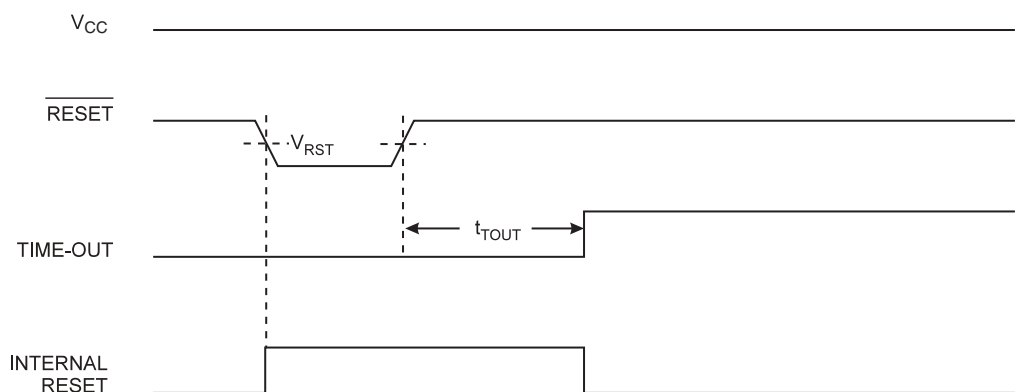 VCC
RESET
VRST
tTOUT
TIME-OUT
INTERNAL
RESET